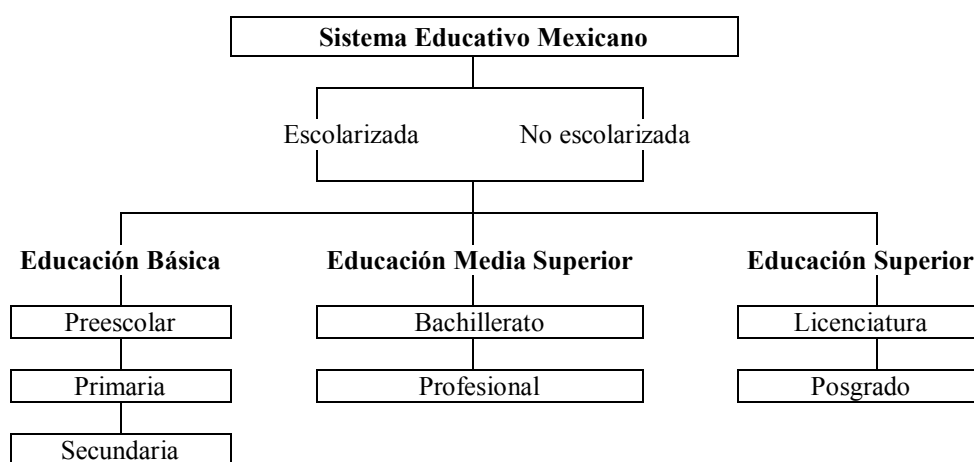 Sistema Educativo Mexicano
Escolarizada
No escolarizada
Educación Básica
Educación Media Superior
Educación Superior
Preescolar
Bachillerato
Licenciatura
Primaria
Profesional
Posgrado
Secundaria